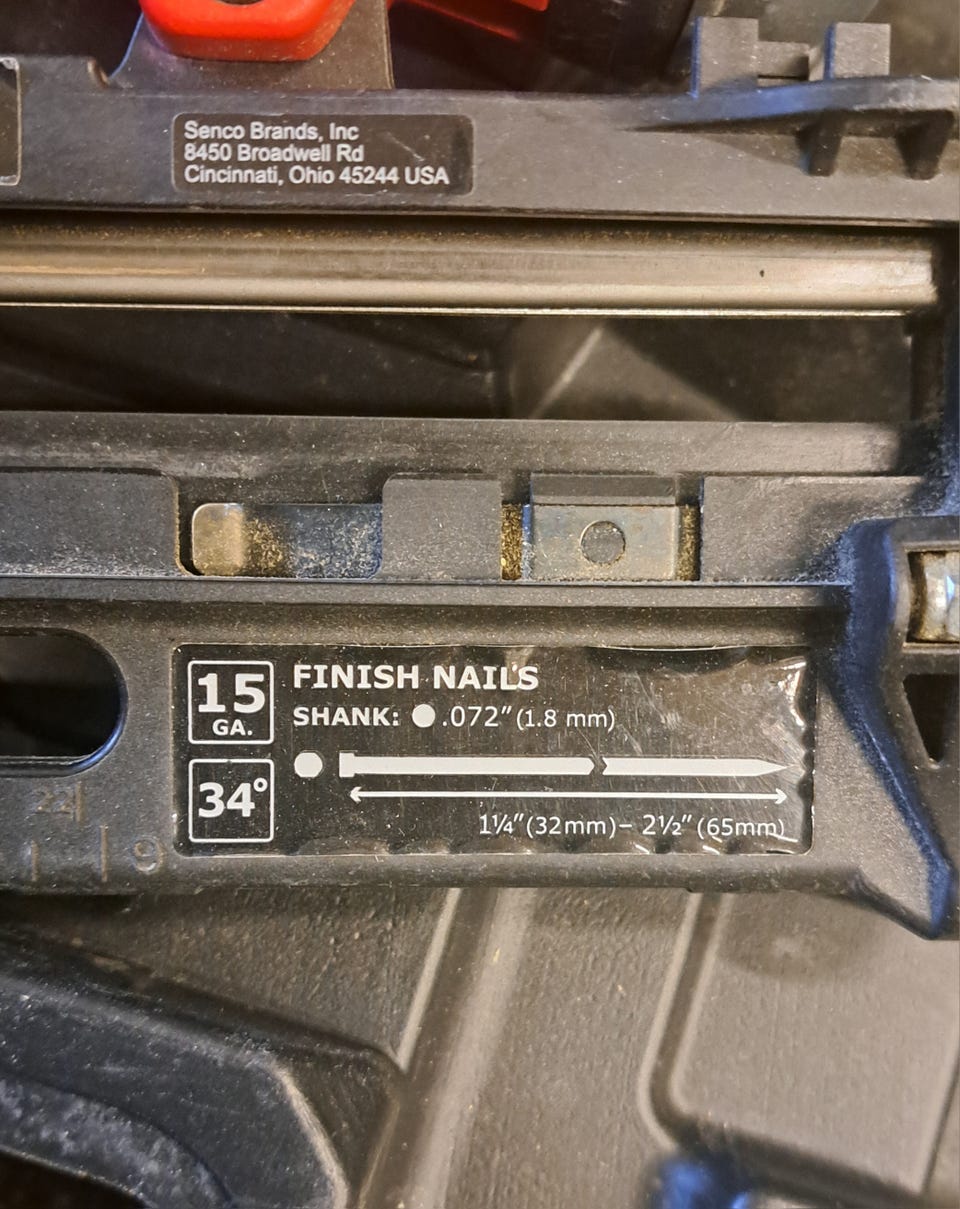 Senco Brands, Inc
8450 Broadwell Rd
Cincinnati, Ohio 45244 USA
15
GA.
FINISH NAILS
SHANK: .072" (1.8 mm)
34°
1¼" (32mm) – 2½" (65mm)
9